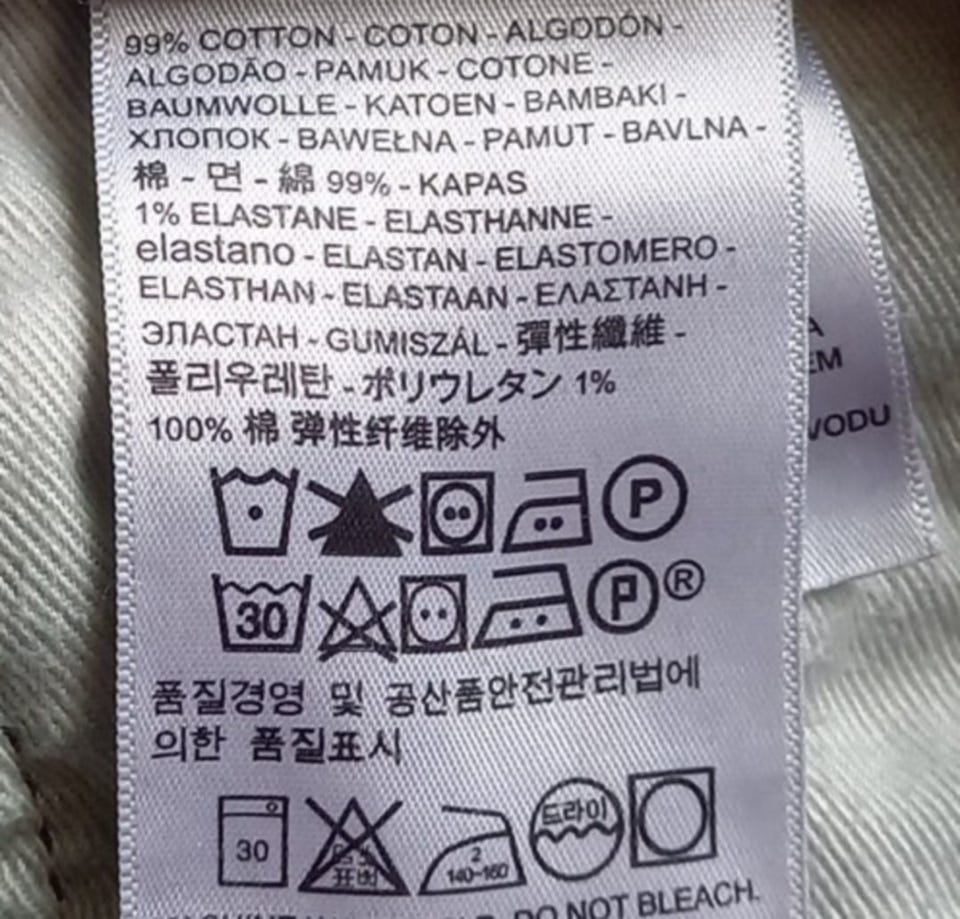 99% COTTON - COTON - ALGODÓN -
ALGODÃO - PAMUK - COTONE -
BAUMWOLLE - KATOEN - BAMBAKI -
ХЛОПОК - BAWEŁNA - PAMUT - BAVLNA -
棉 - 면 - 綿 99% - KAPAS
1% ELASTANE - ELASTHANNE -
elastano - ELASTAN - ELASTOMERO -
ELASTHAN - ELASTAAN - ΕΛΑΣΤΑΝΗ -
ЭЛАСТАН - GUMISZÁL - 彈性纖維 -
폴리우레탄 - ポリウレタン 1%
100% 棉 弹性纤维除外
P
30 P ®
품질경영 및 공산품안전관리법에
의한 품질표시
30 표백 2 140~160 드라이
DO NOT BLEACH.
EM
VODU